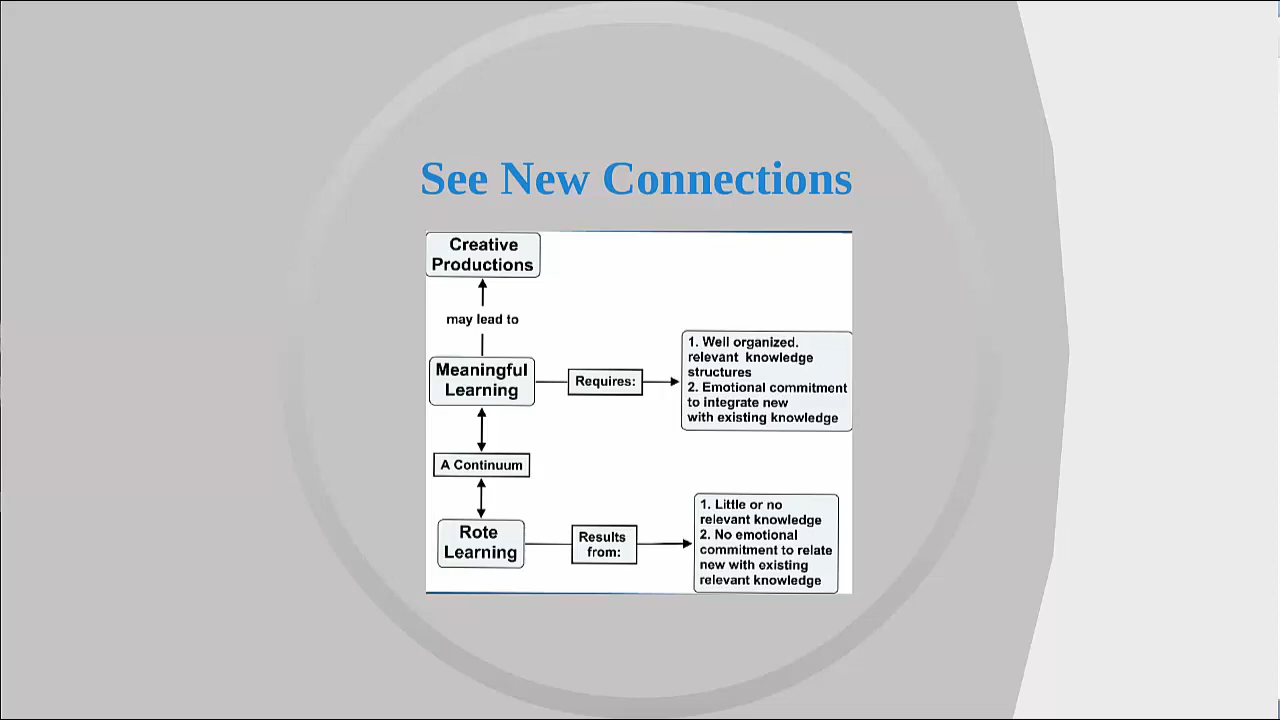 See New Connections
Creative
Productions
may lead to
Meaningful
Learning
Requires:
1. Well organized.
relevant knowledge
structures
2. Emotional commitment
to integrate new
with existing knowledge
A Continuum
Rote
Learning
Results
from:
1. Little or no
relevant knowledge
2. No emotional
commitment to relate
new with existing
relevant knowledge